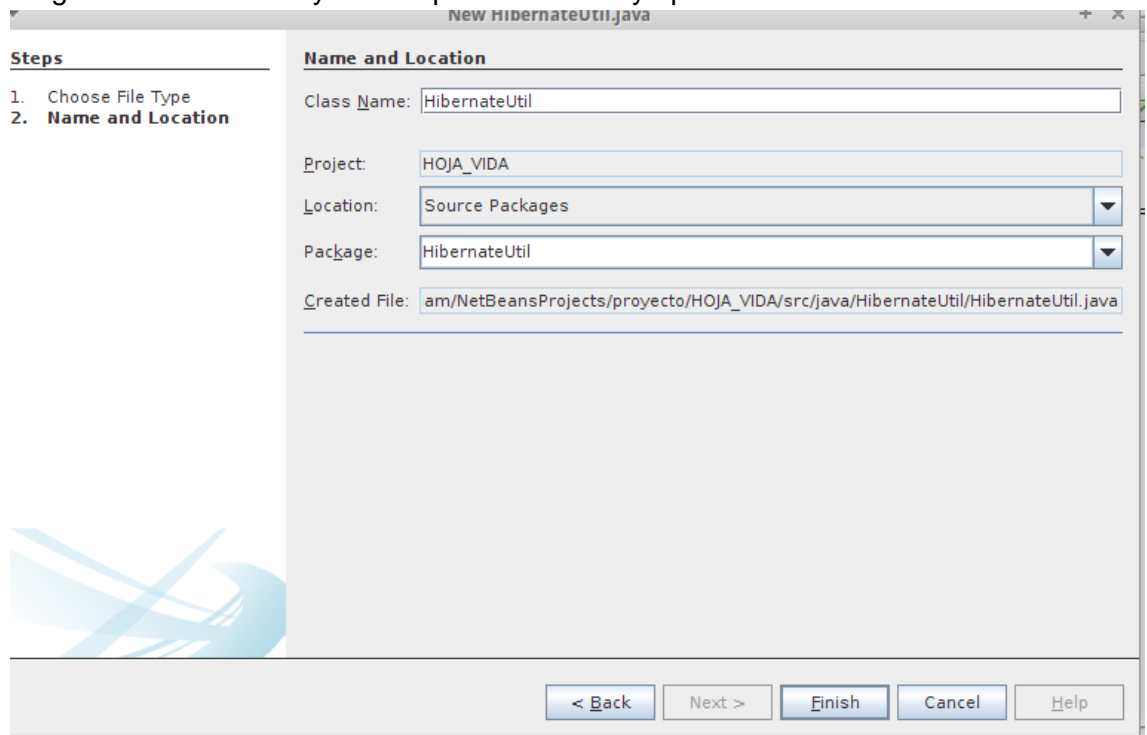 New HibernateUtil.java
Steps
1. Choose File Type
2. Name and Location
Name and Location
Class Name: HibernateUtil
Project: HOJA_VIDA
Location: Source Packages
Package: HibernateUtil
Created File: am/NetBeansProjects/proyecto/HOJA_VIDA/src/java/HibernateUtil/HibernateUtil.java
< Back Next > Finish Cancel Help